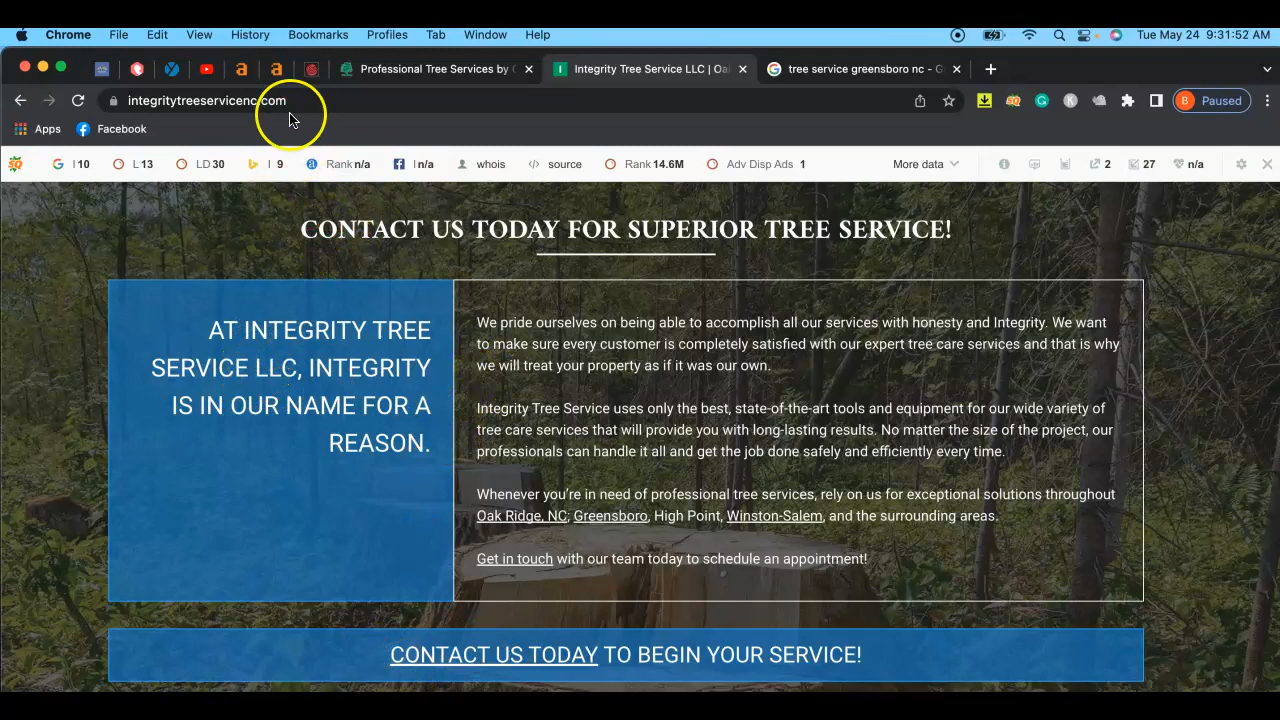 Chrome File Edit View History Bookmarks Profiles Tab Window Help Tue May 24 9:31:52 AM
Professional Tree Services by Integrity Tree Service LLC | Oa tree service greensboro nc - G
integritytreeservicenc.com Paused
Apps Facebook
I 10 L 13 LD 30 I 9 Rank n/a I n/a whois source Rank 14.6M Adv Disp Ads 1 More data 2 27 n/a
CONTACT US TODAY FOR SUPERIOR TREE SERVICE!
AT INTEGRITY TREE
SERVICE LLC, INTEGRITY
IS IN OUR NAME FOR A
REASON.
We pride ourselves on being able to accomplish all our services with honesty and Integrity. We want
to make sure every customer is completely satisfied with our expert tree care services and that is why
we will treat your property as if it was our own.
Integrity Tree Service uses only the best, state-of-the-art tools and equipment for our wide variety of
tree care services that will provide you with long-lasting results. No matter the size of the project, our
professionals can handle it all and get the job done safely and efficiently every time.
Whenever you're in need of professional tree services, rely on us for exceptional solutions throughout
Oak Ridge, NC; Greensboro, High Point, Winston-Salem, and the surrounding areas.
Get in touch with our team today to schedule an appointment!
CONTACT US TODAY TO BEGIN YOUR SERVICE!